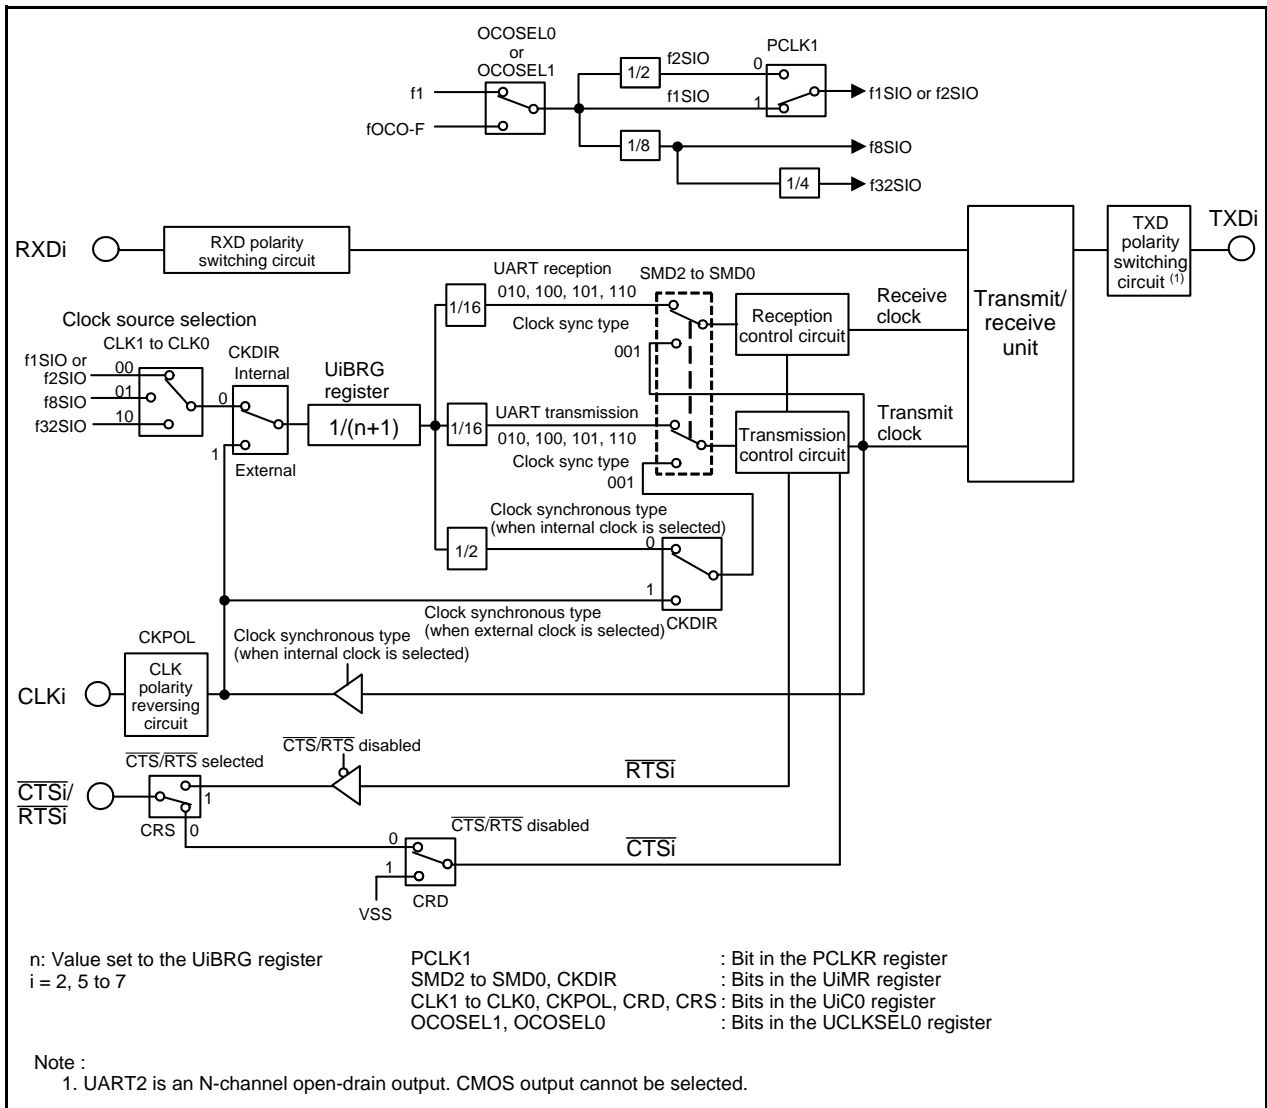 OCOSEL0
or
OCOSEL1
f1
fOCO-F
1/2
f2SIO
f1SIO
PCLK1
0
1
f1SIO or f2SIO
1/8
f8SIO
1/4
f32SIO
RXDi
RXD polarity
switching circuit
TXD
polarity
switching
circuit (1)
TXDi
Transmit/
receive
unit
UART reception
010, 100, 101, 110
1/16
Clock sync type
001
SMD2 to SMD0
Reception
control circuit
Receive
clock
Clock source selection
CLK1 to CLK0
f1SIO or
f2SIO
00
f8SIO
01
f32SIO
10
CKDIR
Internal
0
1
External
UiBRG
register
1/(n+1)
1/16
UART transmission
010, 100, 101, 110
Clock sync type
001
Transmission
control circuit
Transmit
clock
Clock synchronous type
(when internal clock is selected)
1/2
0
1
CKDIR
Clock synchronous type
(when external clock is selected)
CKPOL
Clock synchronous type
(when internal clock is selected)
CLKi
CLK
polarity
reversing
circuit
CTS/RTS selected
CTS/RTS disabled
CTSi/
RTSi
1
CRS
0
RTSi
CTS/RTS disabled
0
1
CTSi
VSS
CRD
n: Value set to the UiBRG register
i = 2, 5 to 7
PCLK1 : Bit in the PCLKR register
SMD2 to SMD0, CKDIR : Bits in the UiMR register
CLK1 to CLK0, CKPOL, CRD, CRS : Bits in the UiC0 register
OCOSEL1, OCOSEL0 : Bits in the UCLKSEL0 register
Note :
1. UART2 is an N-channel open-drain output. CMOS output cannot be selected.